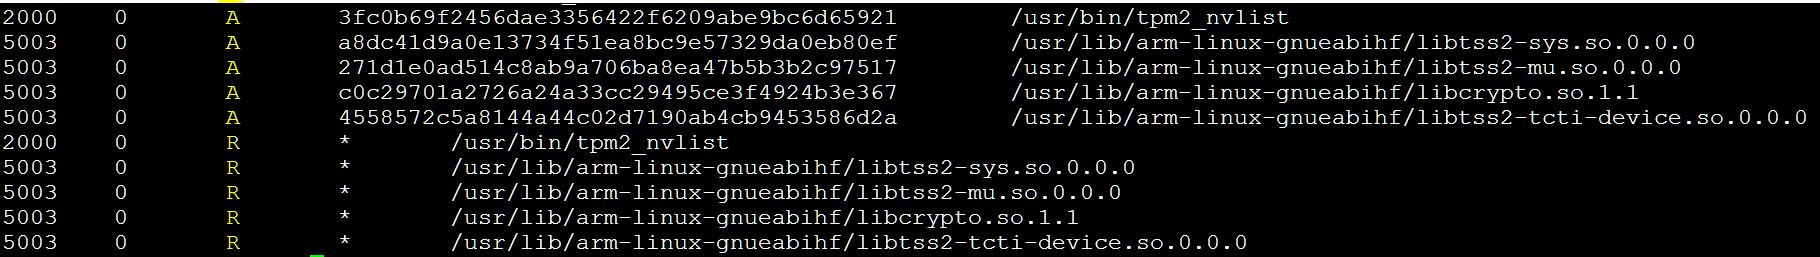 2000 0 A 3fc0b69f2456dae3356422f6209abe9bc6d65921 /usr/bin/tpm2_nvlist
5003 0 A a8dc41d9a0e13734f51ea8bc9e57329da0eb80ef /usr/lib/arm-linux-gnueabihf/libtss2-sys.so.0.0.0
5003 0 A 271d1e0ad514c8ab9a706ba8ea47b5b3b2c97517 /usr/lib/arm-linux-gnueabihf/libtss2-mu.so.0.0.0
5003 0 A c0c29701a2726a24a33cc29495ce3f4924b3e367 /usr/lib/arm-linux-gnueabihf/libcrypto.so.1.1
5003 0 A 4558572c5a8144a44c02d7190ab4cb9453586d2a /usr/lib/arm-linux-gnueabihf/libtss2-tcti-device.so.0.0.0
2000 0 R * /usr/bin/tpm2_nvlist
5003 0 R * /usr/lib/arm-linux-gnueabihf/libtss2-sys.so.0.0.0
5003 0 R * /usr/lib/arm-linux-gnueabihf/libtss2-mu.so.0.0.0
5003 0 R * /usr/lib/arm-linux-gnueabihf/libcrypto.so.1.1
5003 0 R * /usr/lib/arm-linux-gnueabihf/libtss2-tcti-device.so.0.0.0